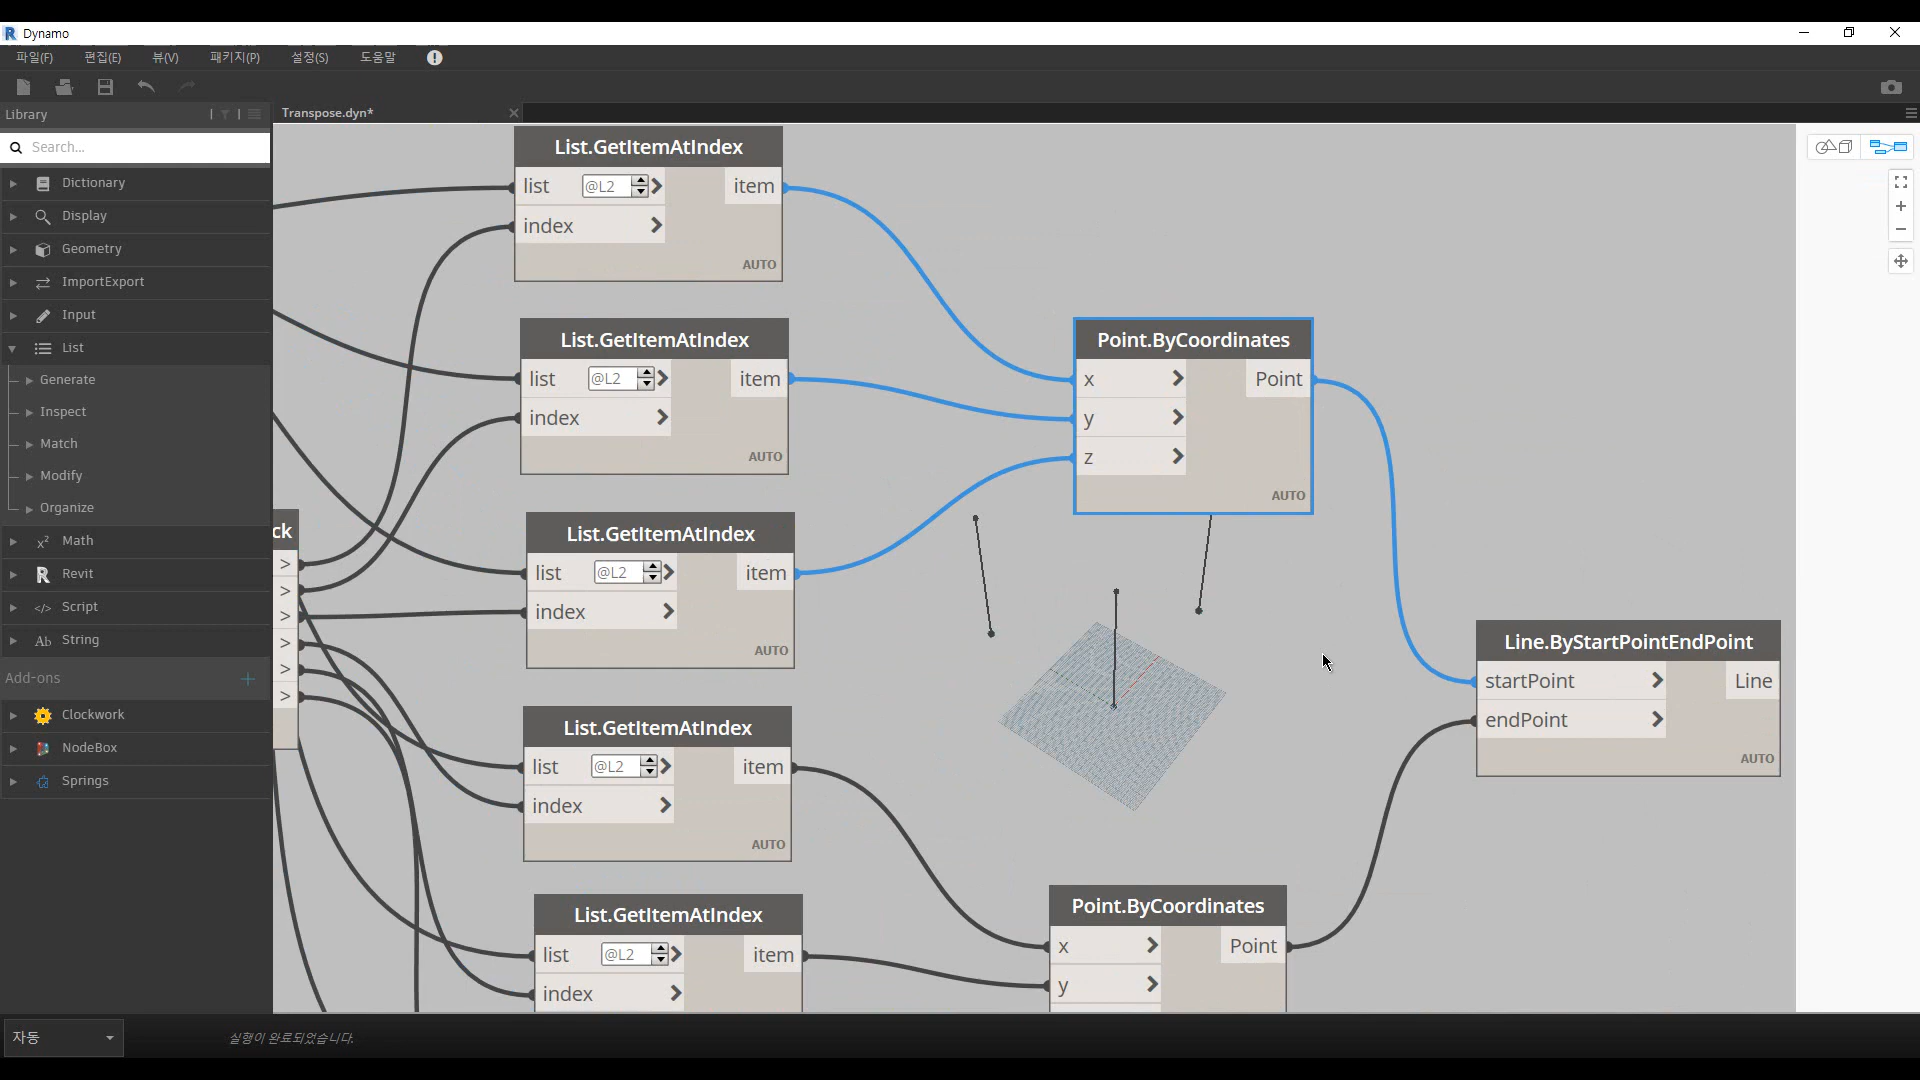 Dynamo
파일(F) 편집(E) 뷰(V) 패키지(P) 설정(S) 도움말
Library
Transpose.dyn*
Search...
Dictionary
Display
Geometry
ImportExport
Input
List
Generate
Inspect
Match
Modify
Organize
Math
Revit
Script
String
Add-ons
Clockwork
NodeBox
Springs
ck
>
>
>
>
>
>
List.GetItemAtIndex
list @L2 item
index
AUTO
List.GetItemAtIndex
list @L2 item
index
AUTO
List.GetItemAtIndex
list @L2 item
index
AUTO
List.GetItemAtIndex
list @L2 item
index
AUTO
List.GetItemAtIndex
list @L2 item
index
Point.ByCoordinates
x Point
y
z
AUTO
Point.ByCoordinates
x Point
y
Line.ByStartPointEndPoint
startPoint Line
endPoint
AUTO
자동
실행이 완료되었습니다.